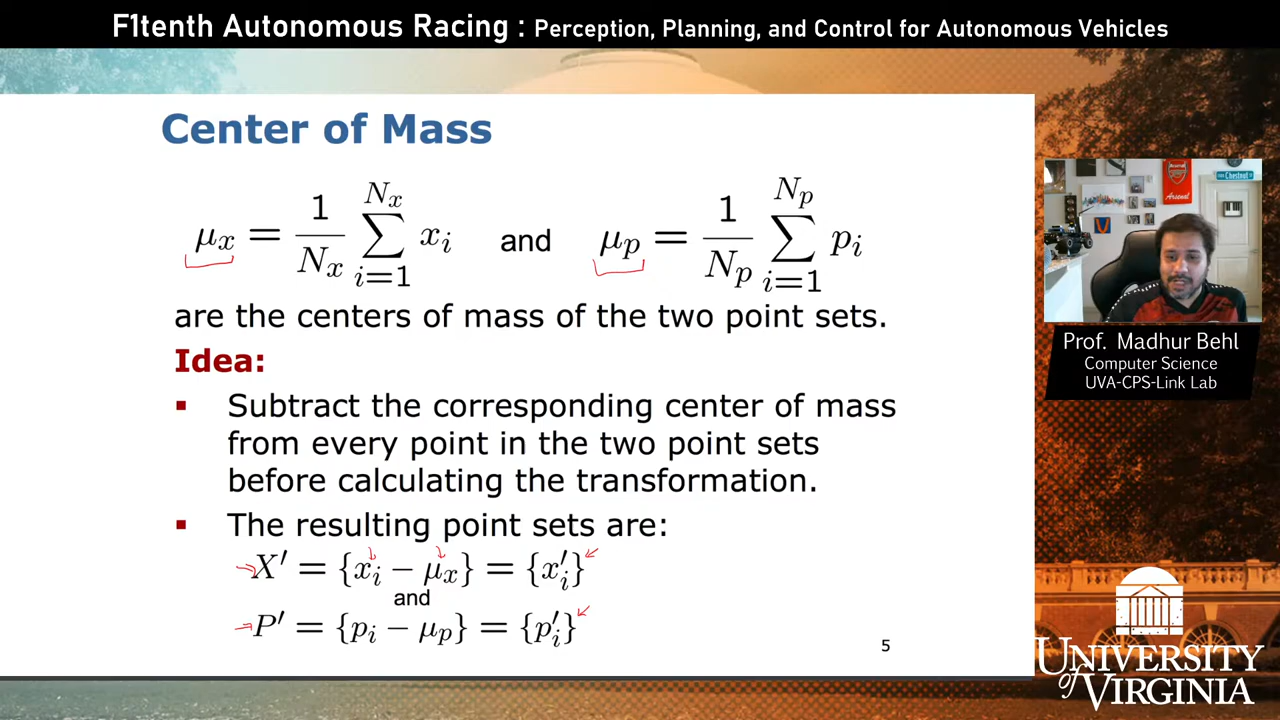 F1tenth Autonomous Racing : Perception, Planning, and Control for Autonomous Vehicles
Center of Mass
μ_x = 1/N_x ∑_{i=1}^{N_x} x_i and μ_p = 1/N_p ∑_{i=1}^{N_p} p_i
are the centers of mass of the two point sets.
Idea:
▪ Subtract the corresponding center of mass
from every point in the two point sets
before calculating the transformation.
▪ The resulting point sets are:
X′ = {x_i − μ_x} = {x′_i}
and
P′ = {p_i − μ_p} = {p′_i}
5
Chestnut
Arsenal
Prof. Madhur Behl
Computer Science
UVA-CPS-Link Lab
UNIVERSITY
of VIRGINIA